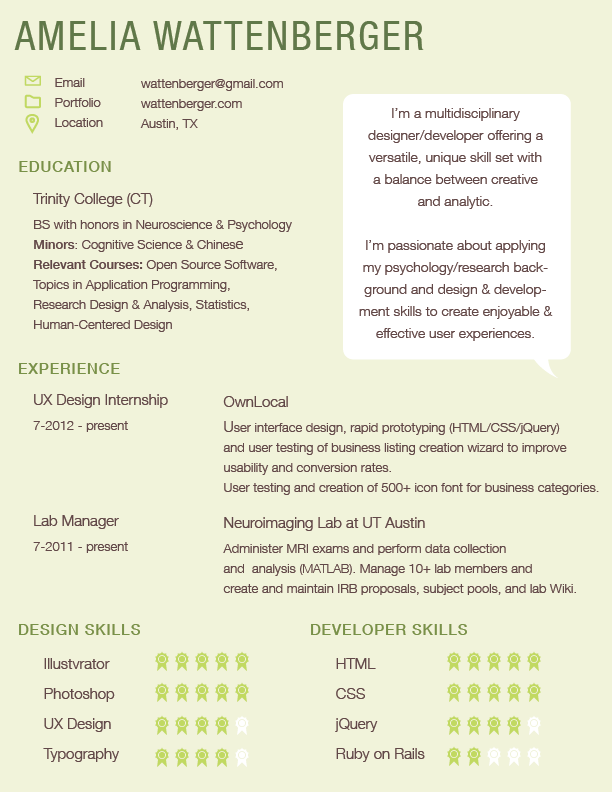 AMELIA WATTENBERGER
Email wattenberger@gmail.com
Portfolio wattenberger.com
Location Austin, TX
I'm a multidisciplinary
designer/developer offering a
versatile, unique skill set with
a balance between creative
and analytic.
I'm passionate about applying
my psychology/research back-
ground and design & develop-
ment skills to create enjoyable &
effective user experiences.
EDUCATION
Trinity College (CT)
BS with honors in Neuroscience & Psychology
Minors: Cognitive Science & Chinese
Relevant Courses: Open Source Software,
Topics in Application Programming,
Research Design & Analysis, Statistics,
Human-Centered Design
EXPERIENCE
UX Design Internship OwnLocal
7-2012 - present User interface design, rapid prototyping (HTML/CSS/jQuery)
and user testing of business listing creation wizard to improve
usability and conversion rates.
User testing and creation of 500+ icon font for business categories.
Lab Manager Neuroimaging Lab at UT Austin
7-2011 - present Administer MRI exams and perform data collection
and analysis (MATLAB). Manage 10+ lab members and
create and maintain IRB proposals, subject pools, and lab Wiki.
DESIGN SKILLS
Illustvrator
Photoshop
UX Design
Typography
DEVELOPER SKILLS
HTML
CSS
jQuery
Ruby on Rails